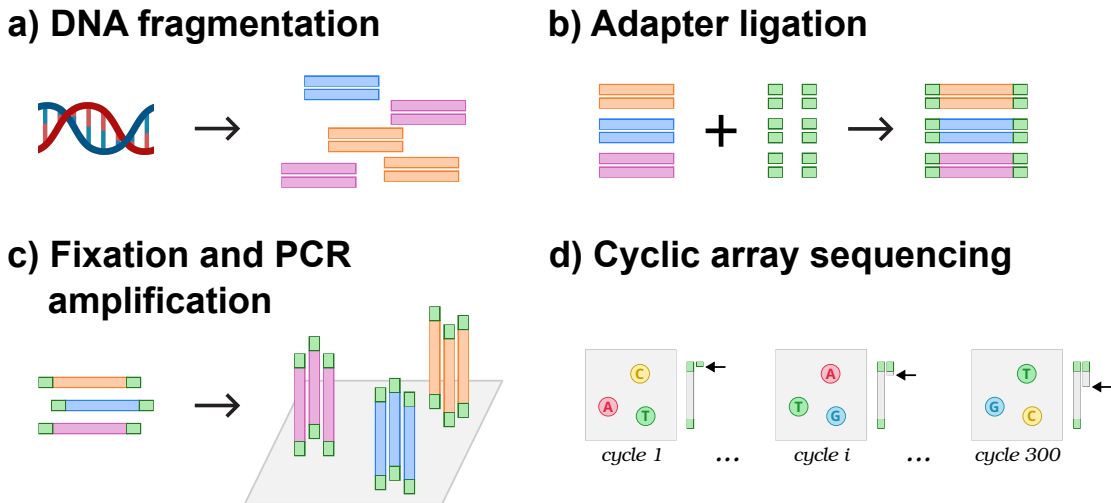 a) DNA fragmentation
b) Adapter ligation
+
c) Fixation and PCR
amplification
d) Cyclic array sequencing
C
A
T
cycle 1
...
A
T
G
cycle i
...
T
G
C
cycle 300